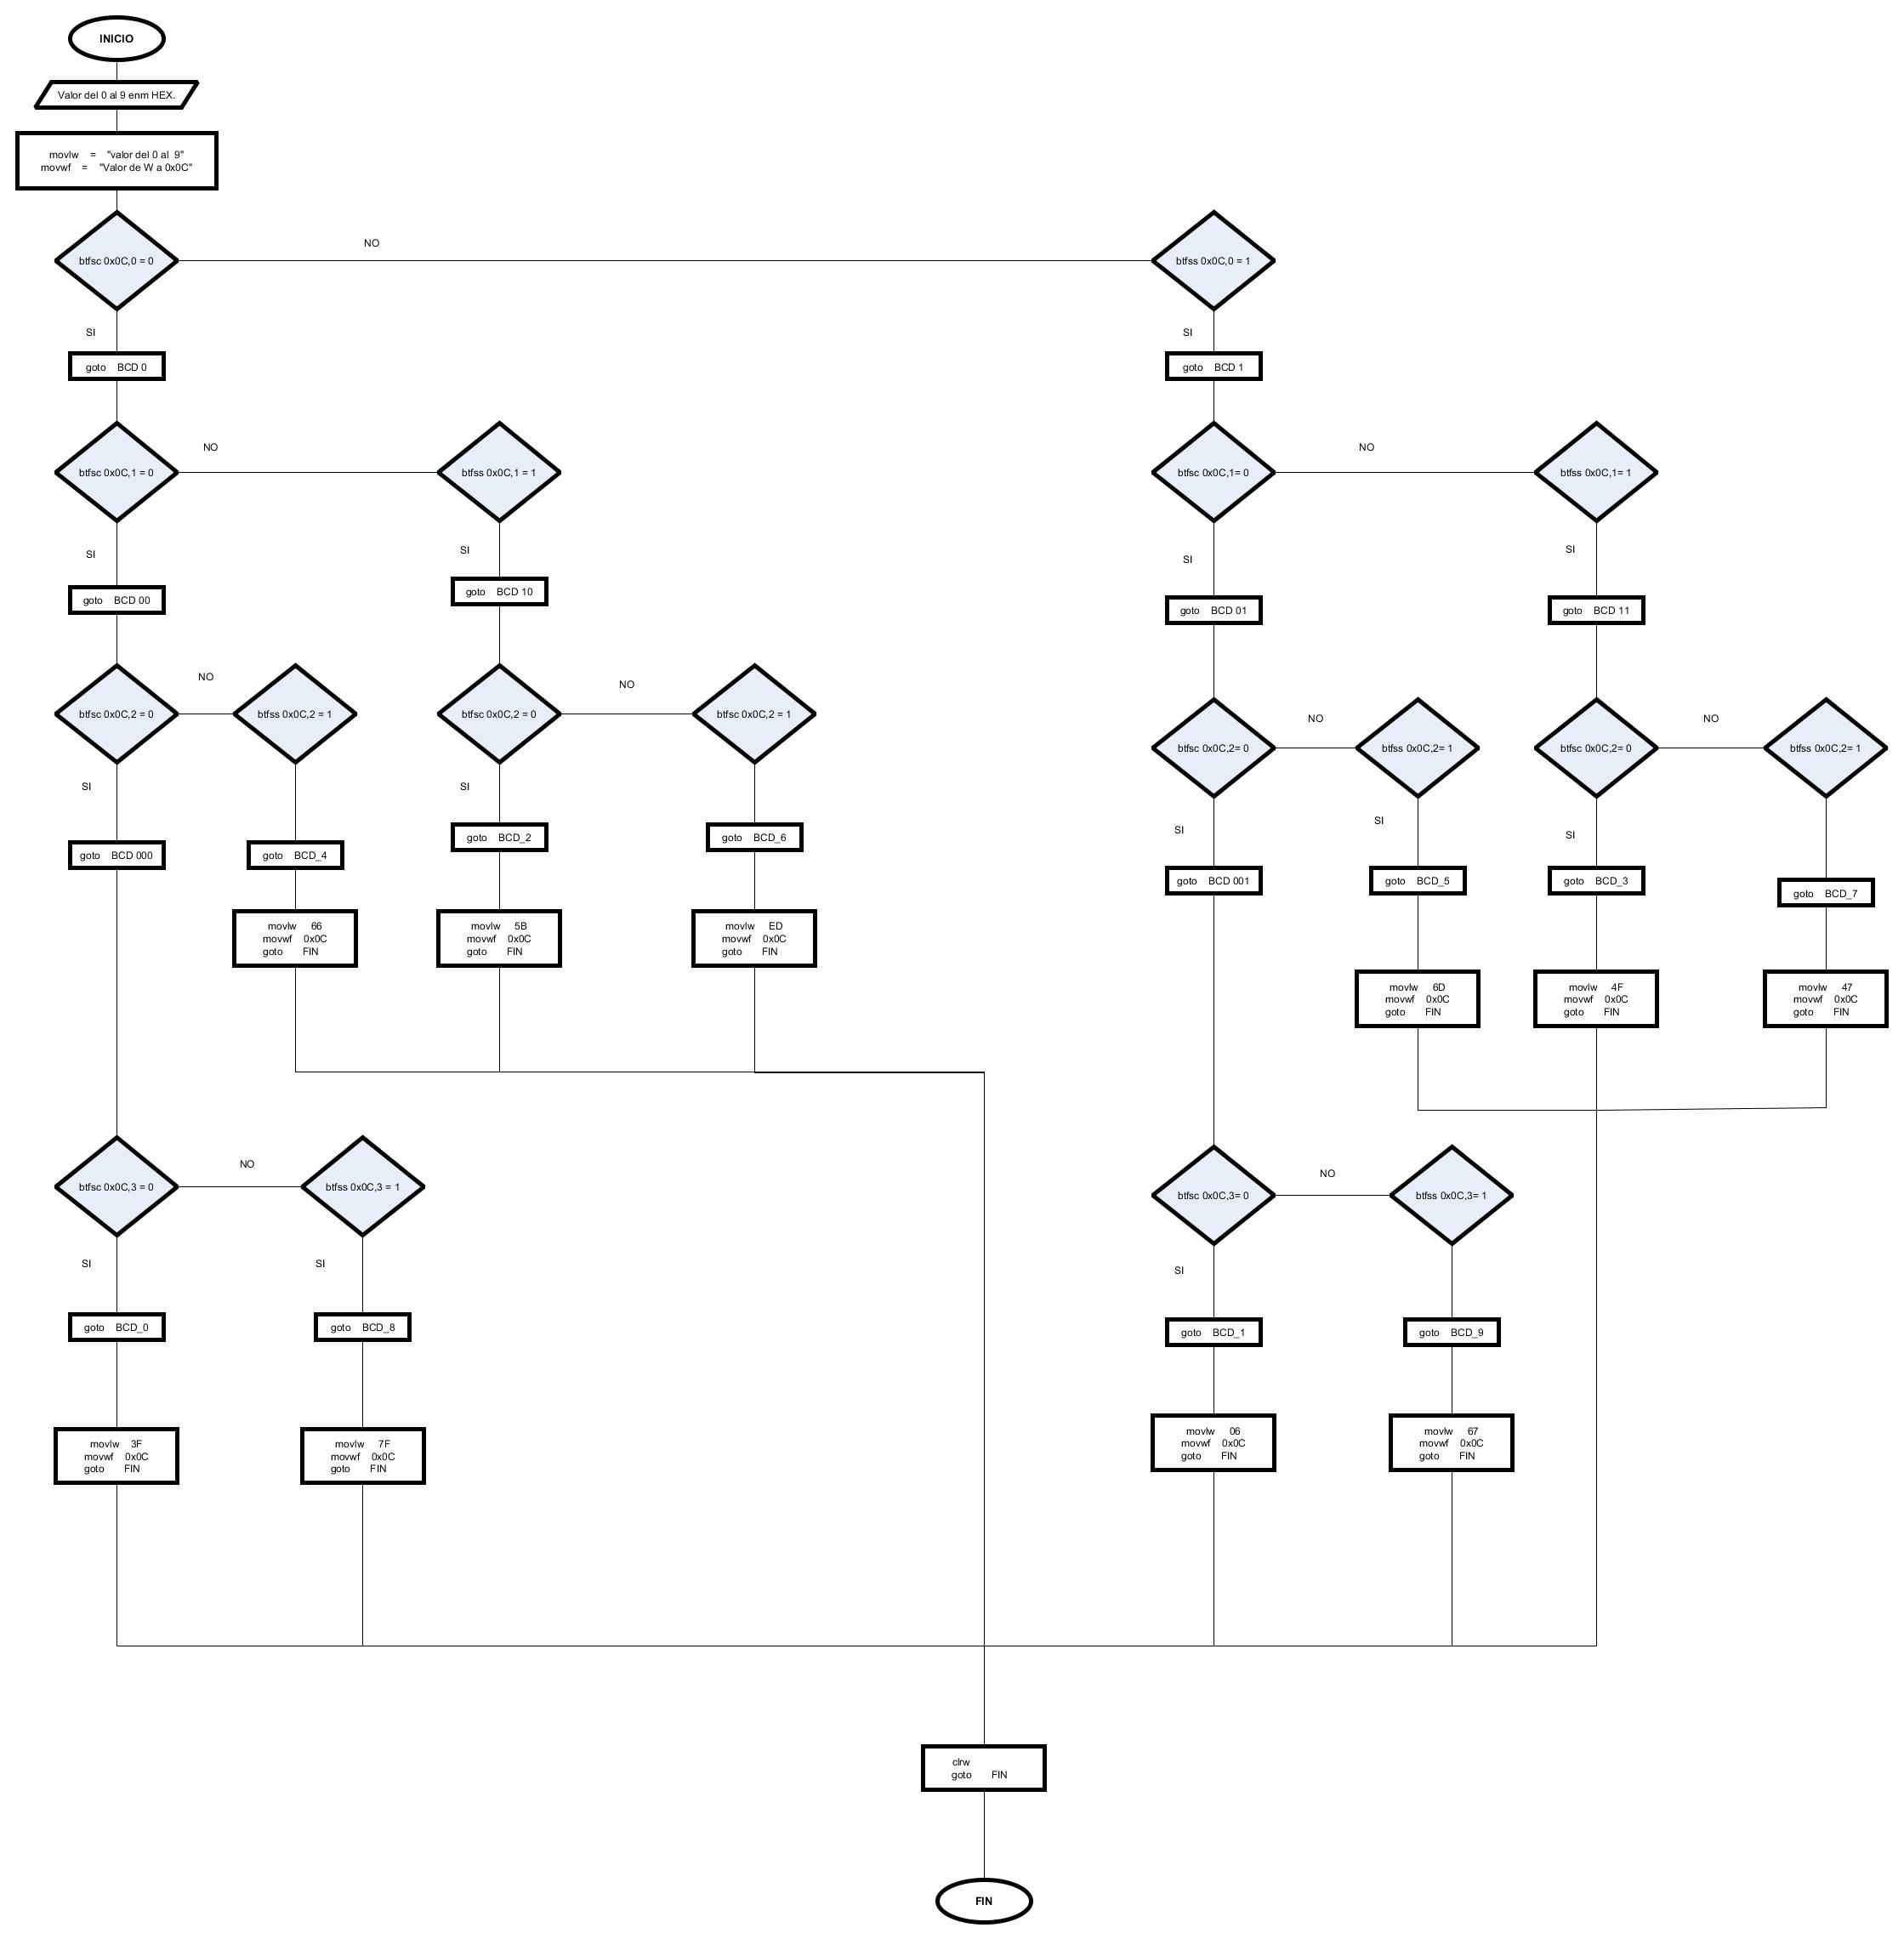 INICIO
Valor del 0 al 9 enm HEX.
movlw = "valor del 0 al 9"
movwf = "Valor de W a 0x0C"
btfsc 0x0C,0 = 0
NO
btfss 0x0C,0 = 1
SI
SI
goto BCD 0
goto BCD 1
btfsc 0x0C,1 = 0
NO
btfss 0x0C,1 = 1
btfsc 0x0C,1= 0
NO
btfss 0x0C,1= 1
SI
SI
SI
SI
goto BCD 00
goto BCD 10
goto BCD 01
goto BCD 11
btfsc 0x0C,2 = 0
NO
btfss 0x0C,2 = 1
btfsc 0x0C,2 = 0
NO
btfsc 0x0C,2 = 1
btfsc 0x0C,2= 0
NO
btfss 0x0C,2= 1
btfsc 0x0C,2= 0
NO
btfss 0x0C,2= 1
SI
SI
SI
SI
SI
goto BCD 000
goto BCD_4
goto BCD_2
goto BCD_6
goto BCD 001
goto BCD_5
goto BCD_3
goto BCD_7
movlw 66
movwf 0x0C
goto FIN
movlw 5B
movwf 0x0C
goto FIN
movlw ED
movwf 0x0C
goto FIN
movlw 6D
movwf 0x0C
goto FIN
movlw 4F
movwf 0x0C
goto FIN
movlw 47
movwf 0x0C
goto FIN
btfsc 0x0C,3 = 0
NO
btfss 0x0C,3 = 1
btfsc 0x0C,3= 0
NO
btfss 0x0C,3= 1
SI
SI
SI
goto BCD_0
goto BCD_8
goto BCD_1
goto BCD_9
movlw 3F
movwf 0x0C
goto FIN
movlw 7F
movwf 0x0C
goto FIN
movlw 06
movwf 0x0C
goto FIN
movlw 67
movwf 0x0C
goto FIN
clrw
goto FIN
FIN